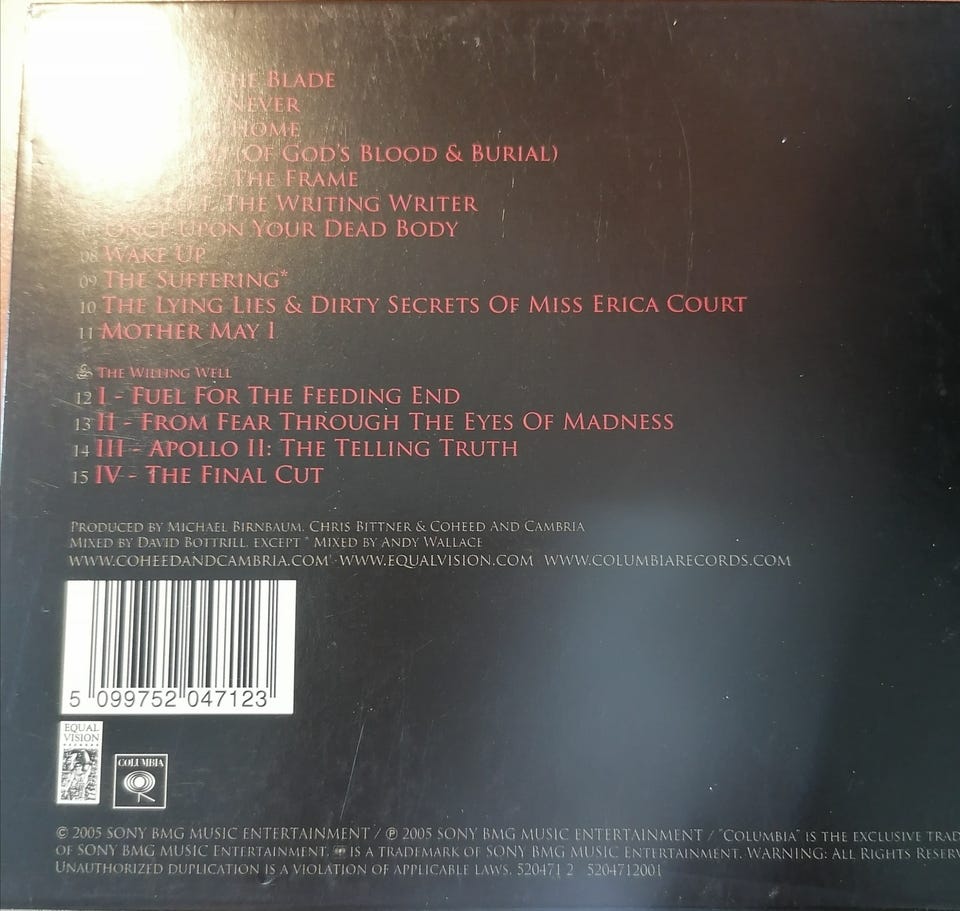 THE BLADE
NEVER
HOME
(OF GOD'S BLOOD & BURIAL)
THE FRAME
THE WRITING WRITER
ONCE UPON YOUR DEAD BODY
08 WAKE UP
09 THE SUFFERING*
10 THE LYING LIES & DIRTY SECRETS OF MISS ERICA COURT
11 MOTHER MAY I
THE WILLING WELL
12 I - FUEL FOR THE FEEDING END
13 II - FROM FEAR THROUGH THE EYES OF MADNESS
14 III - APOLLO II: THE TELLING TRUTH
15 IV - THE FINAL CUT
PRODUCED BY MICHAEL BIRNBAUM, CHRIS BITTNER & COHEED AND CAMBRIA
MIXED BY DAVID BOTTRILL, EXCEPT * MIXED BY ANDY WALLACE
WWW.COHEEDANDCAMBRIA.COM WWW.EQUALVISION.COM WWW.COLUMBIARECORDS.COM
5 099752 047123
EQUAL
VISION
COLUMBIA
© 2005 SONY BMG MUSIC ENTERTAINMENT / ℗ 2005 SONY BMG MUSIC ENTERTAINMENT / "COLUMBIA" IS THE EXCLUSIVE TRAD
OF SONY BMG MUSIC ENTERTAINMENT. IS A TRADEMARK OF SONY BMG MUSIC ENTERTAINMENT. WARNING: ALL RIGHTS RESERV
UNAUTHORIZED DUPLICATION IS A VIOLATION OF APPLICABLE LAWS. 520471 2 5204712001